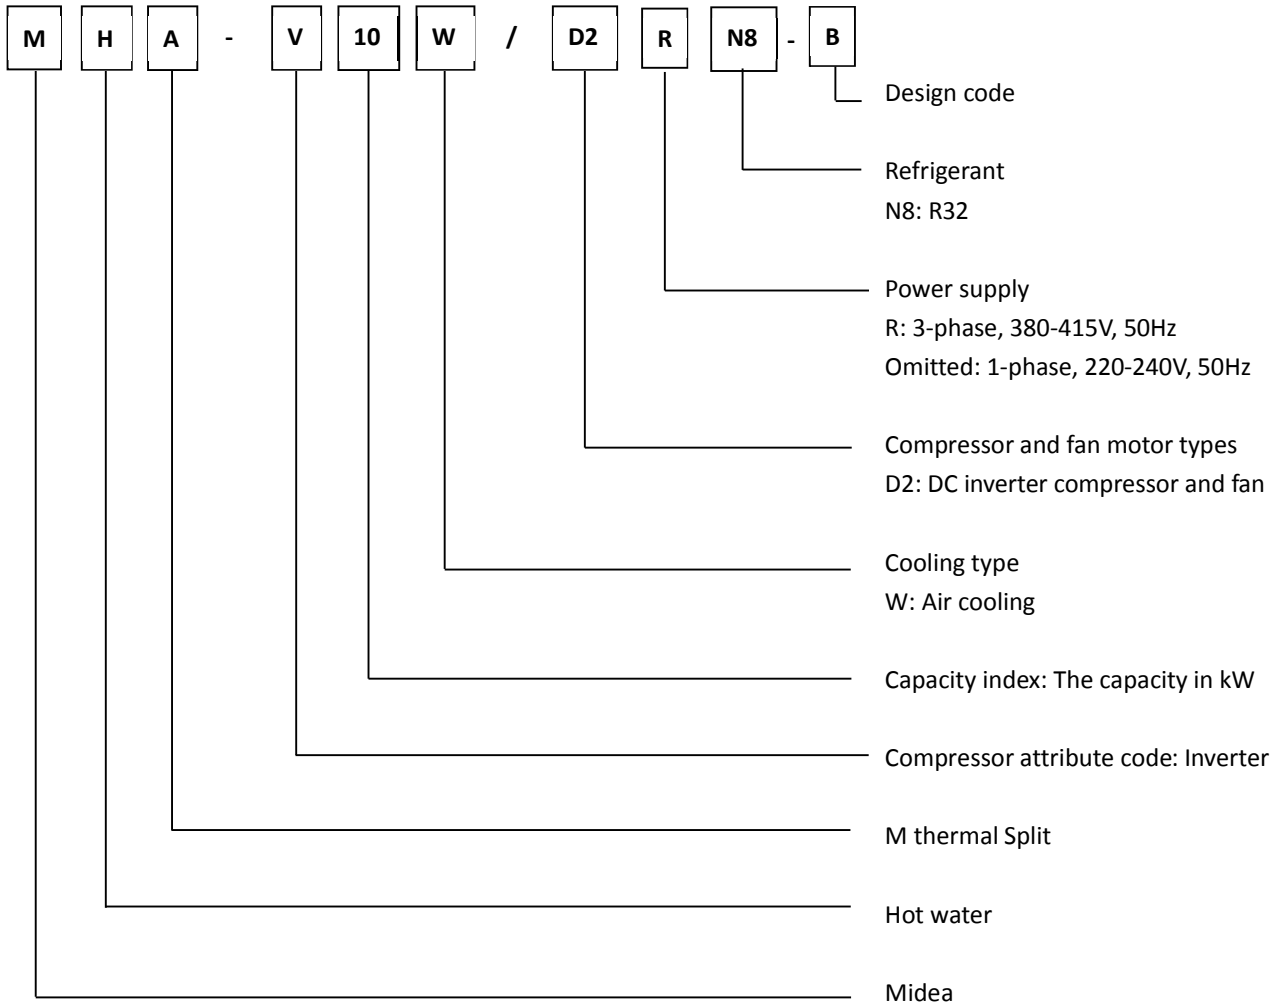 M H A - V 10 W / D2 R N8 - B
Design code
Refrigerant
N8: R32
Power supply
R: 3-phase, 380-415V, 50Hz
Omitted: 1-phase, 220-240V, 50Hz
Compressor and fan motor types
D2: DC inverter compressor and fan
Cooling type
W: Air cooling
Capacity index: The capacity in kW
Compressor attribute code: Inverter
M thermal Split
Hot water
Midea